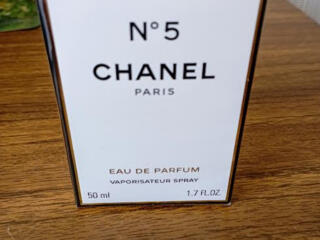 N°5
CHANEL
PARIS
EAU DE PARFUM
VAPORISATEUR SPRAY
50 ml 1.7 FL.OZ.